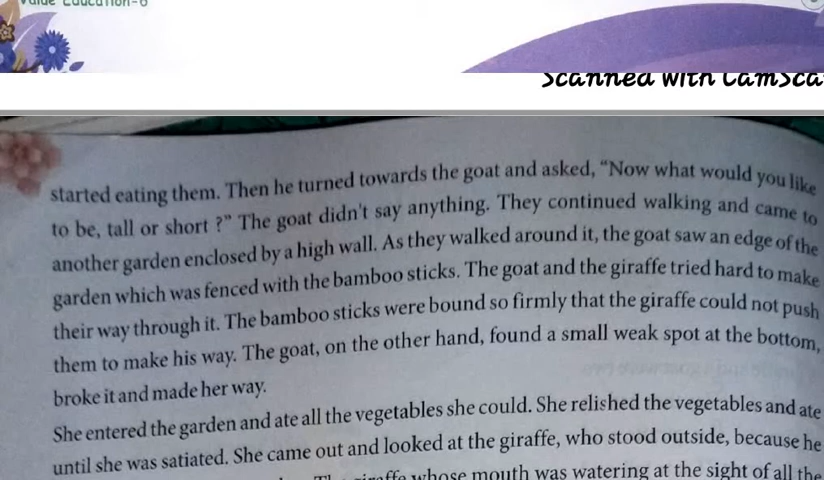 Value Education-6
Scanned with CamSca
started eating them. Then he turned towards the goat and asked, “Now what would you like
to be, tall or short ?” The goat didn't say anything. They continued walking and came to
another garden enclosed by a high wall. As they walked around it, the goat saw an edge of the
garden which was fenced with the bamboo sticks. The goat and the giraffe tried hard to make
their way through it. The bamboo sticks were bound so firmly that the giraffe could not push
them to make his way. The goat, on the other hand, found a small weak spot at the bottom,
broke it and made her way.
She entered the garden and ate all the vegetables she could. She relished the vegetables and ate
until she was satiated. She came out and looked at the giraffe, who stood outside, because he
giraffe whose mouth was watering at the sight of all the